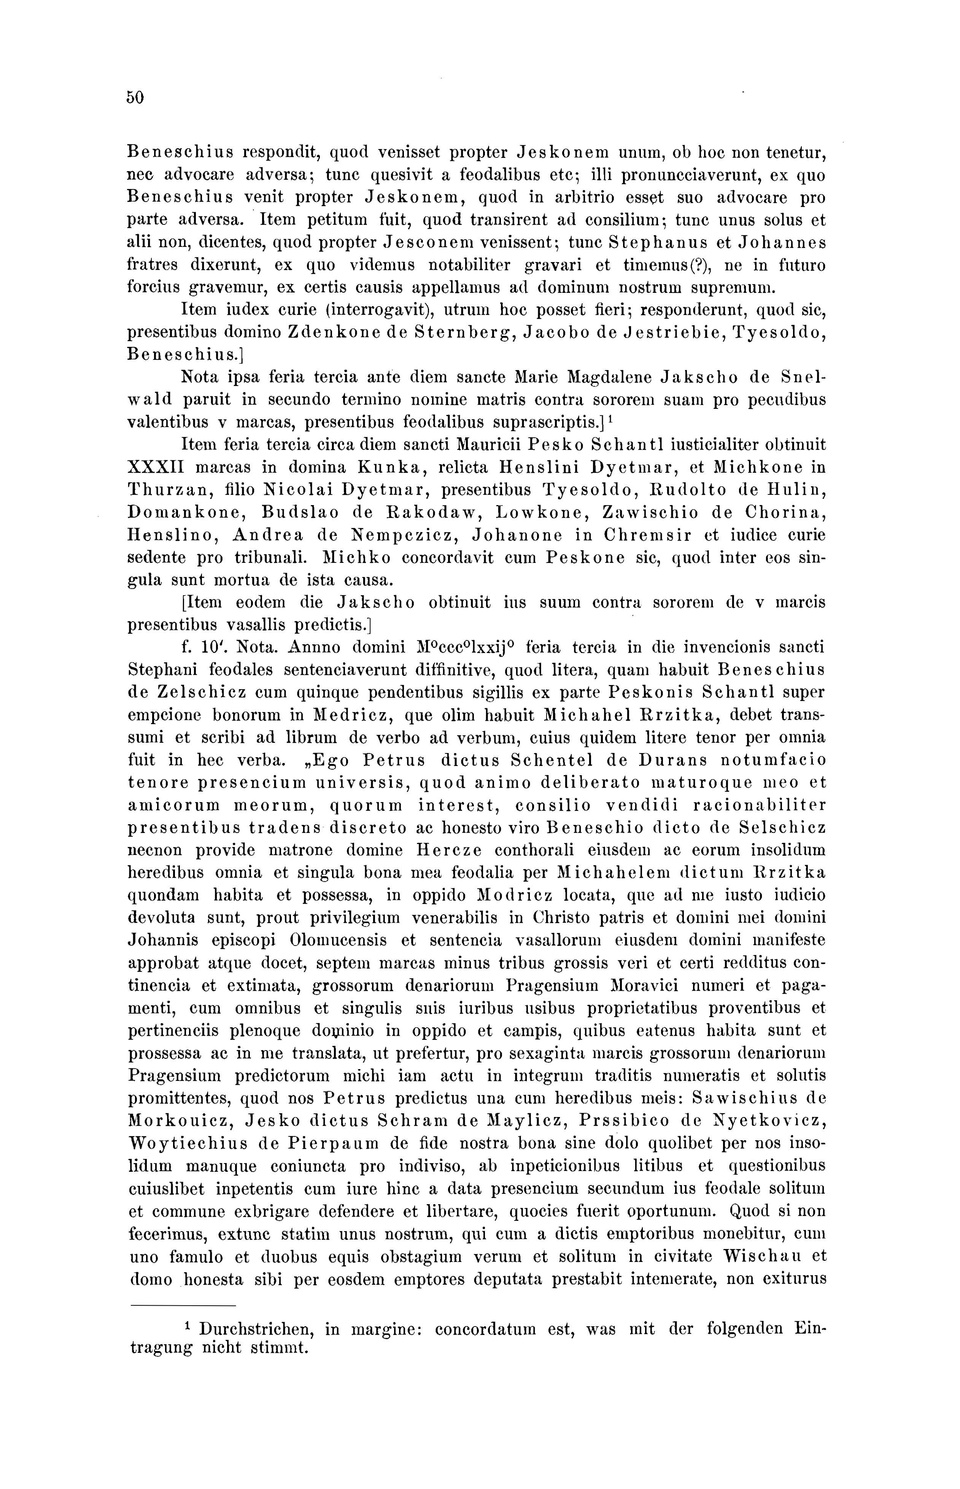 50
Beneschius respondit, quod venisset propter Jeskonem unum, ob hoc non tenetur,
nec advocare adversa; tunc quesivit a feodalibus etc; illi pronuncciaverunt, ex quo
Beneschius venit propter Jeskonem, quod in arbitrio esset suo advocare pro
parte adversa. Item petitum fuit, quod transirent ad consilium; tunc unus solus et
alii non, dicentes, quod propter Jesconem venissent; tunc Stephanus et Johannes
fratres dixerunt, ex quo videmus notabiliter gravari et timemus(?), ne in futuro
forcius gravemur, ex certis causis appellamus ad dominum nostrum supremum.
Item iudex curie (interrogavit), utrum hoc posset fieri; responderunt, quod sic,
presentibus domino Zdenkone de Sternberg, Jacobo de Jestriebie, Tyesoldo,
Beneschius.]
Nota ipsa feria tercia ante diem sancte Marie Magdalene Jakscho de Snel-
wald paruit in secundo termino nomine matris contra sororem suam pro pecudibus
valentibus v marcas, presentibus feodalibus suprascriptis.] ¹
Item feria tercia circa diem sancti Mauricii Pesko Schantl iusticialiter obtinuit
XXXII marcas in domina Kunka, relicta Henslini Dyetmar, et Michkone in
Thurzan, filio Nicolai Dyetmar, presentibus Tyesoldo, Rudolto de Hulin,
Domankone, Budslao de Rakodaw, Lowkone, Zawischio de Chorina,
Henslino, Andrea de Nempczicz, Johanone in Chremsir et iudice curie
sedente pro tribunali. Michko concordavit cum Peskone sic, quod inter eos sin-
gula sunt mortua de ista causa.
[Item eodem die Jakscho obtinuit ius suum contra sororem de v marcis
presentibus vasallis predictis.]
f. 10'. Nota. Annno domini M⁰ccc⁰lxxij⁰ feria tercia in die invencionis sancti
Stephani feodales sentenciaverunt diffinitive, quod litera, quam habuit Beneschius
de Zelschicz cum quinque pendentibus sigillis ex parte Peskonis Schantl super
empcione bonorum in Medricz, que olim habuit Michahel Rrzitka, debet trans-
sumi et scribi ad librum de verbo ad verbum, cuius quidem litere tenor per omnia
fuit in hec verba. „Ego Petrus dictus Schentel de Durans notumfacio
tenore presencium universis, quod animo deliberato maturoque meo et
amicorum meorum, quorum interest, consilio vendidi racionabiliter
presentibus tradens discreto ac honesto viro Beneschio dicto de Selschicz
necnon provide matrone domine Hercze conthorali eiusdem ac eorum insolidum
heredibus omnia et singula bona mea feodalia per Michahelem dictum Rrzitka
quondam habita et possessa, in oppido Modricz locata, que ad me iusto iudicio
devoluta sunt, prout privilegium venerabilis in Christo patris et domini mei domini
Johannis episcopi Olomucensis et sentencia vasallorum eiusdem domini manifeste
approbat atque docet, septem marcas minus tribus grossis veri et certi redditus con-
tinencia et extimata, grossorum denariorum Pragensium Moravici numeri et paga-
menti, cum omnibus et singulis suis iuribus usibus proprietatibus proventibus et
pertinenciis plenoque dominio in oppido et campis, quibus eatenus habita sunt et
prossessa ac in me translata, ut prefertur, pro sexaginta marcis grossorum denariorum
Pragensium predictorum michi iam actu in integrum traditis numeratis et solutis
promittentes, quod nos Petrus predictus una cum heredibus meis: Sawischius de
Morkouicz, Jesko dictus Schram de Maylicz, Prssibico de Nyetkovicz,
Woytiechius de Pierpaum de fide nostra bona sine dolo quolibet per nos inso-
lidum manuque coniuncta pro indiviso, ab inpeticionibus litibus et questionibus
cuiuslibet inpetentis cum iure hinc a data presencium secundum ius feodale solitum
et commune exbrigare defendere et libertare, quocies fuerit oportunum. Quod si non
fecerimus, extunc statim unus nostrum, qui cum a dictis emptoribus monebitur, cum
uno famulo et duobus equis obstagium verum et solitum in civitate Wischau et
domo honesta sibi per eosdem emptores deputata prestabit intemerate, non exiturus
¹ Durchstrichen, in margine: concordatum est, was mit der folgenden Ein-
tragung nicht stimmt.